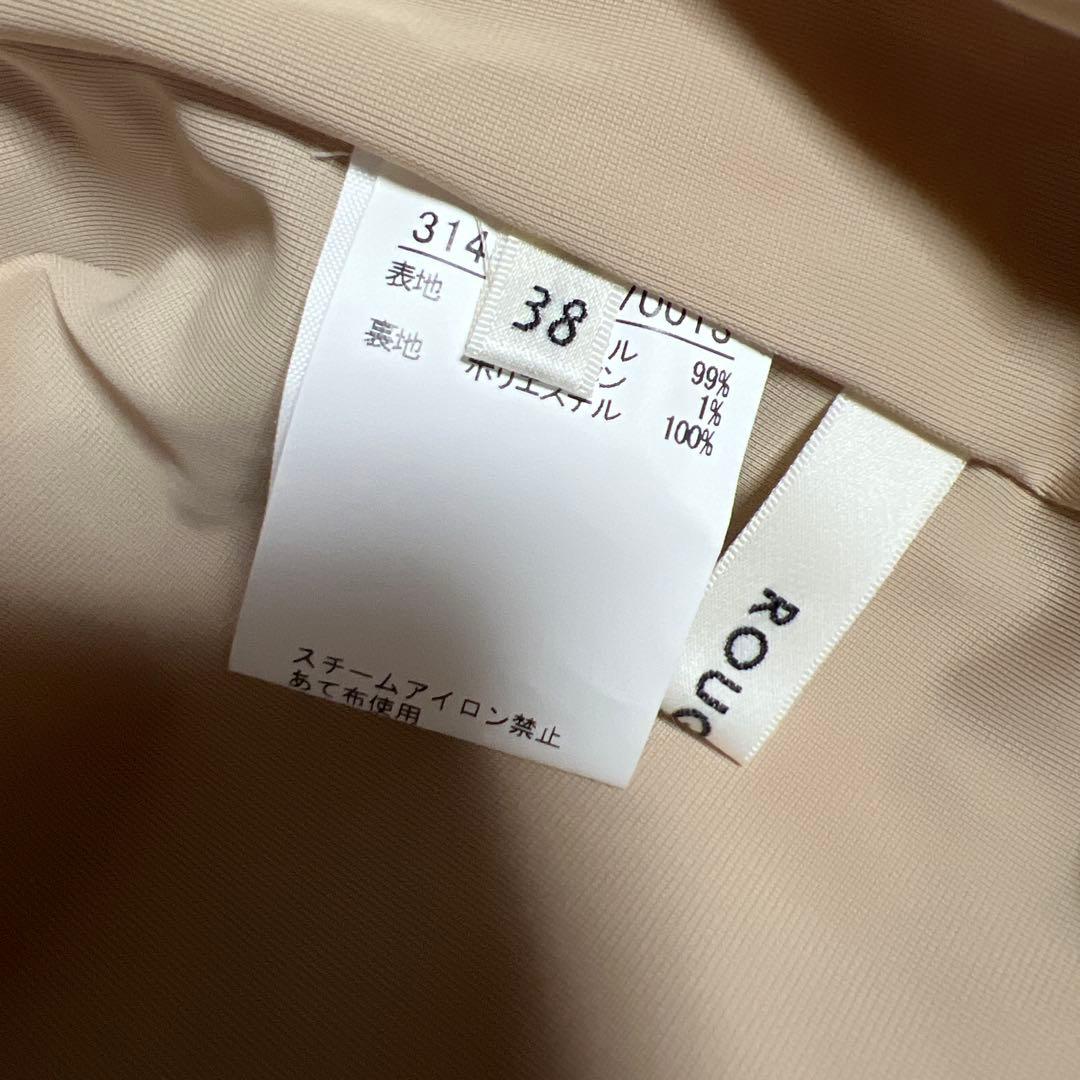 314
38
表地
ル 99%
ン 1%
裏地 ポリエステル 100%
スチームアイロン禁止
あて布使用
ROU